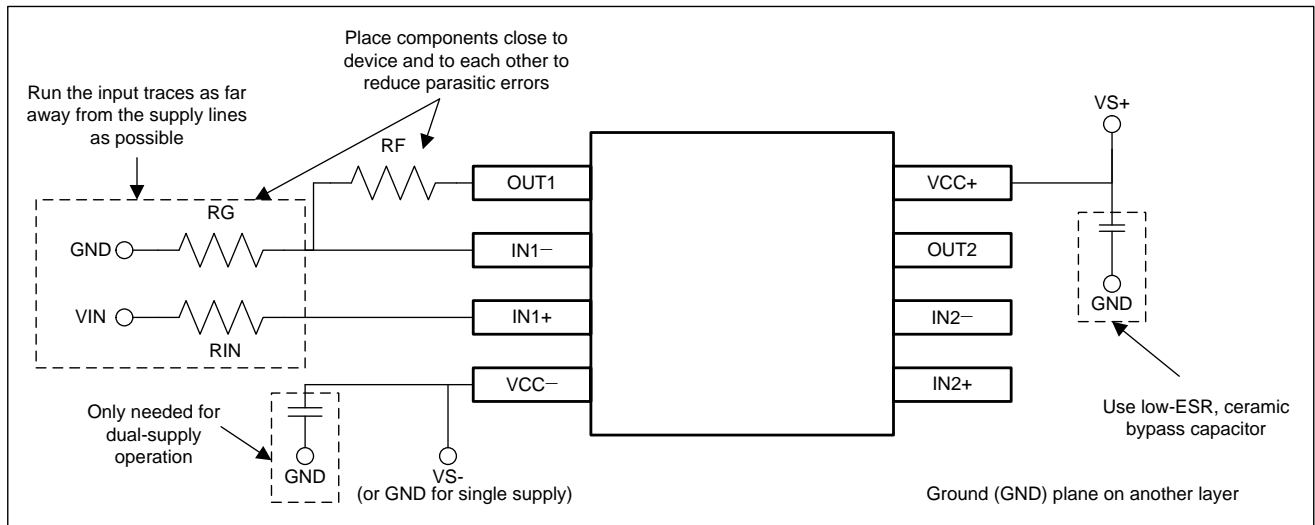 Place components close to
device and to each other to
reduce parasitic errors
Run the input traces as far
away from the supply lines
as possible
VS+
RF
OUT1
VCC+
RG
GND
IN1−
OUT2
GND
VIN
IN1+
IN2−
RIN
VCC−
IN2+
Only needed for
dual-supply
operation
Use low-ESR, ceramic
bypass capacitor
GND
VS-
(or GND for single supply)
Ground (GND) plane on another layer